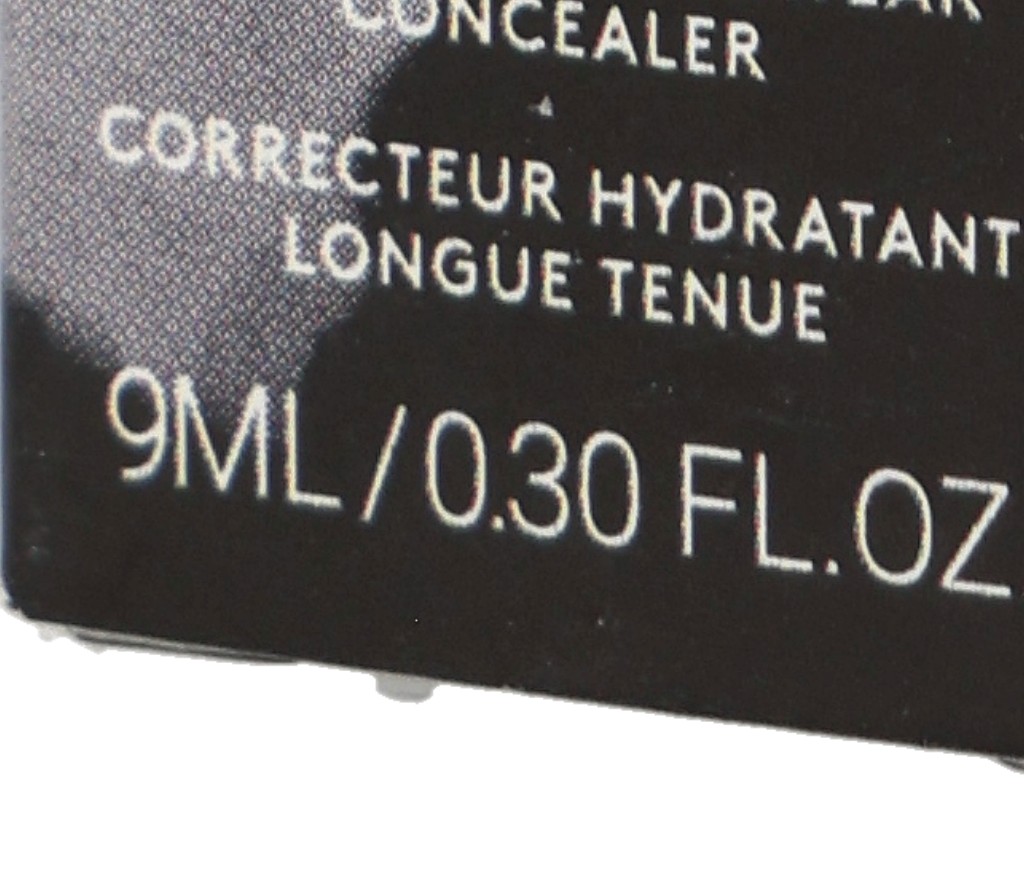 CONCEALER
CORRECTEUR HYDRATANT
LONGUE TENUE
9ML/0.30 FL.OZ